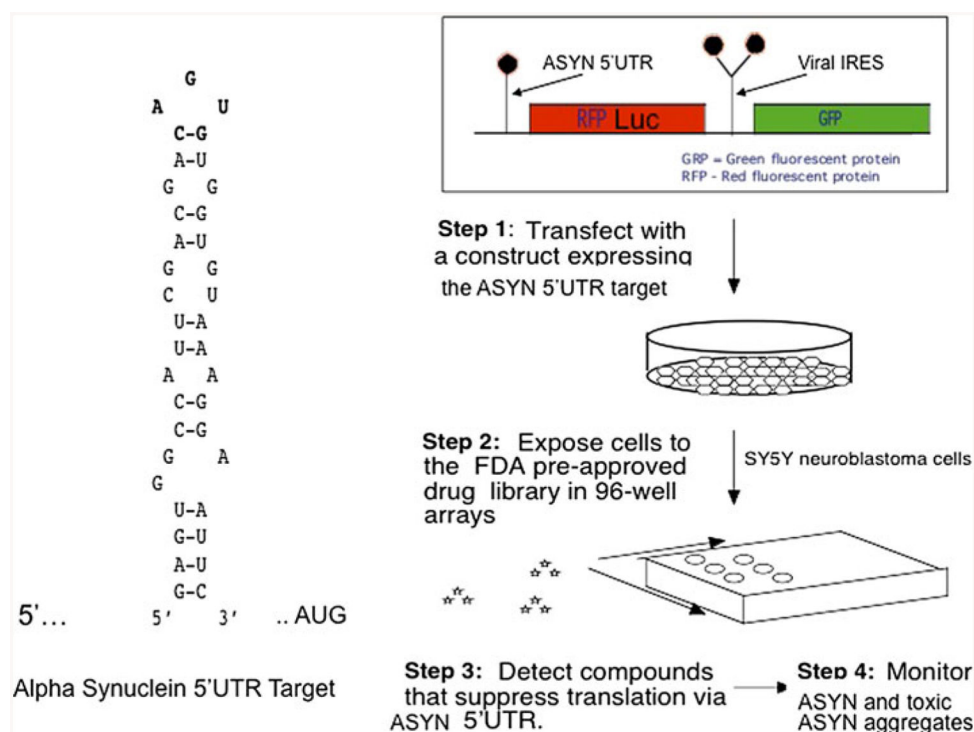 G
A U
C-G
A-U
G G
C-G
A-U
G G
C U
U-A
U-A
A A
C-G
C-G
G A
G
U-A
G-U
A-U
G-C
5'... 5' 3' .. AUG
Alpha Synuclein 5'UTR Target
ASYN 5'UTR
Viral IRES
RFP Luc
GFP
GRP = Green fluorescent protein
RFP - Red fluorescent protein
Step 1: Transfect with
a construct expressing
the ASYN 5'UTR target
Step 2: Expose cells to
the FDA pre-approved
drug library in 96-well
arrays
SY5Y neuroblastoma cells
Step 3: Detect compounds
that suppress translation via
ASYN 5'UTR.
Step 4: Monitor
ASYN and toxic
ASYN aggregates